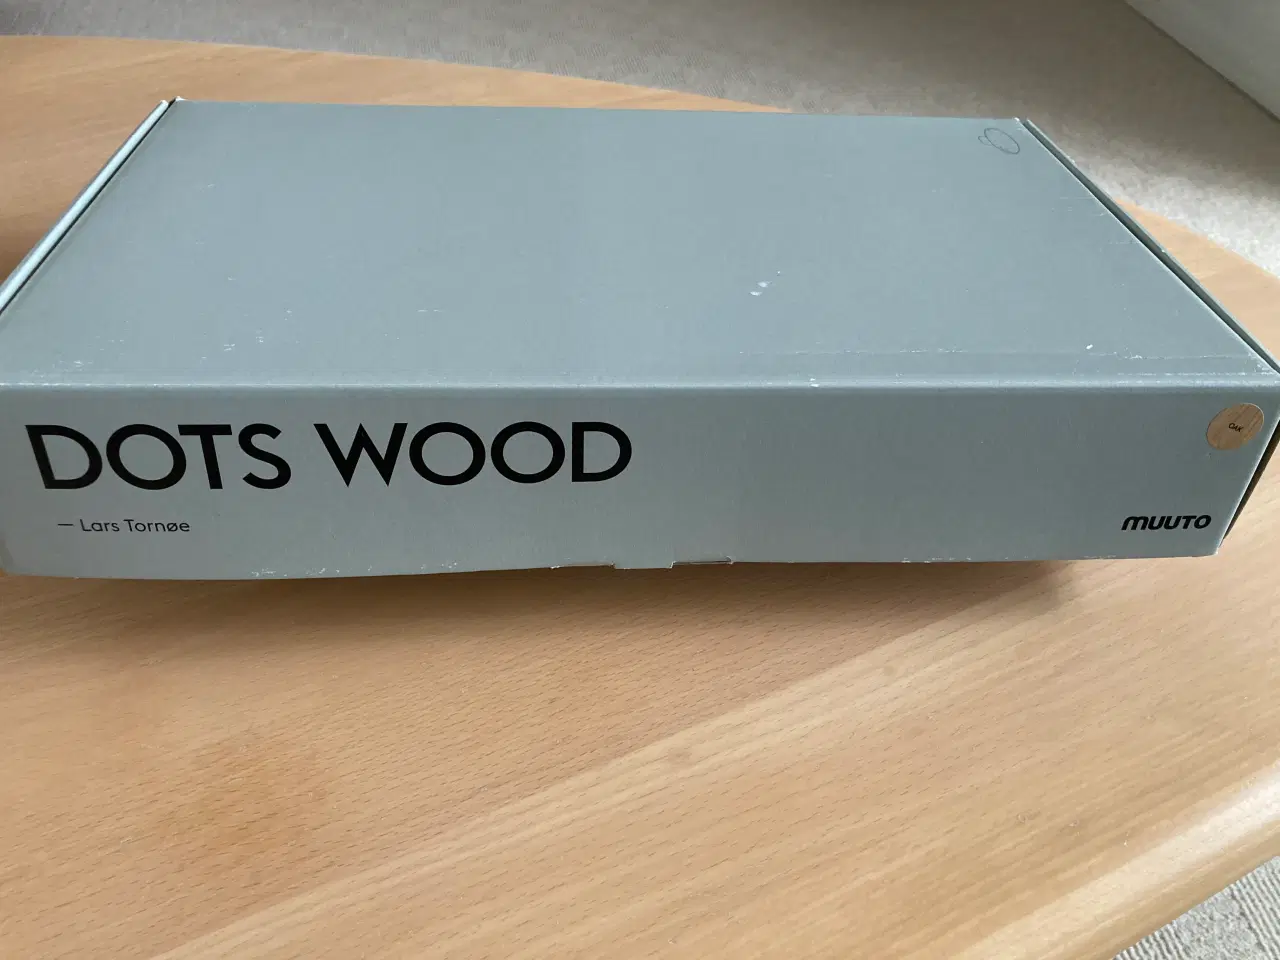 DOTS WOOD
— Lars Tornøe
OAK
MUUTO